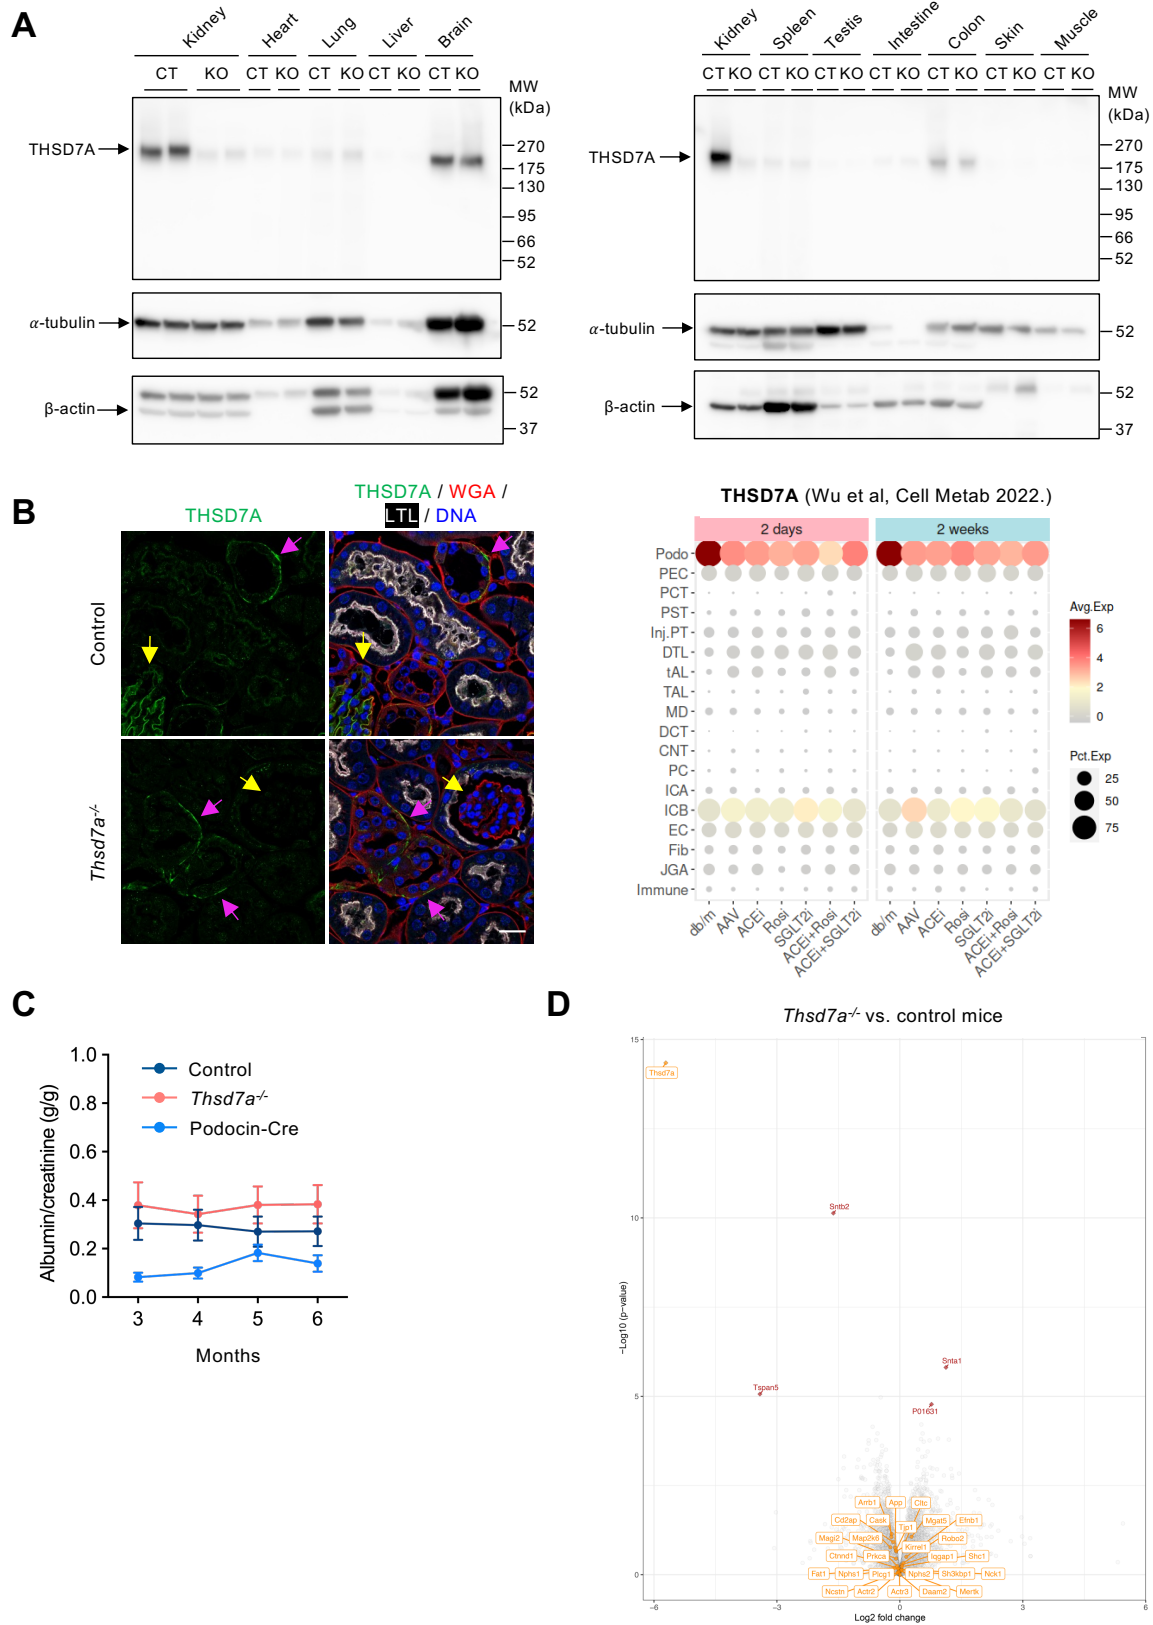 A
Kidney Heart Lung Liver Brain
CT KO CT KO CT KO CT KO CT KO
MW
(kDa)
THSD7A
270
175
130
95
66
52
α-tubulin
52
β-actin
52
37
Kidney Spleen Testis Intestine Colon Skin Muscle
CT KO CT KO CT KO CT KO CT KO CT KO CT KO
MW
(kDa)
THSD7A
270
175
130
95
66
52
α-tubulin
52
β-actin
52
37
B
THSD7A
THSD7A / WGA /
LTL / DNA
Control
Thsd7a-/-
THSD7A (Wu et al, Cell Metab 2022.)
2 days
2 weeks
Podo
PEC
PCT
PST
Inj.PT
DTL
tAL
TAL
MD
DCT
CNT
PC
ICA
ICB
EC
Fib
JGA
Immune
db/m AAV ACEi Rosi SGLT2i ACEi+Rosi ACEi+SGLT2i
db/m AAV ACEi Rosi SGLT2i ACEi+Rosi ACEi+SGLT2i
Avg.Exp
6
4
2
0
Pct.Exp
25
50
75
C
Albumin/creatinine (g/g)
1.0
0.8
0.6
0.4
0.2
0.0
Control
Thsd7a-/-
Podocin-Cre
3 4 5 6
Months
D
Thsd7a-/- vs. control mice
−Log10 (p−value)
15
10
5
0
Thsd7a
Sntb2
Snta1
Tspan5
P01631
Arrb1 App Cltc
Cd2ap Cask Tjp1 Mgat5 Efnb1
Magi2 Map2k6 Kirrel1 Robo2
Ctnnd1 Prkca Iqgap1 Shc1
Fat1 Nphs1 Plcg1 Nphs2 Sh3kbp1 Nck1
Ncstn Actr2 Actr3 Daam2 Mertk
−6 −3 0 3 6
Log2 fold change